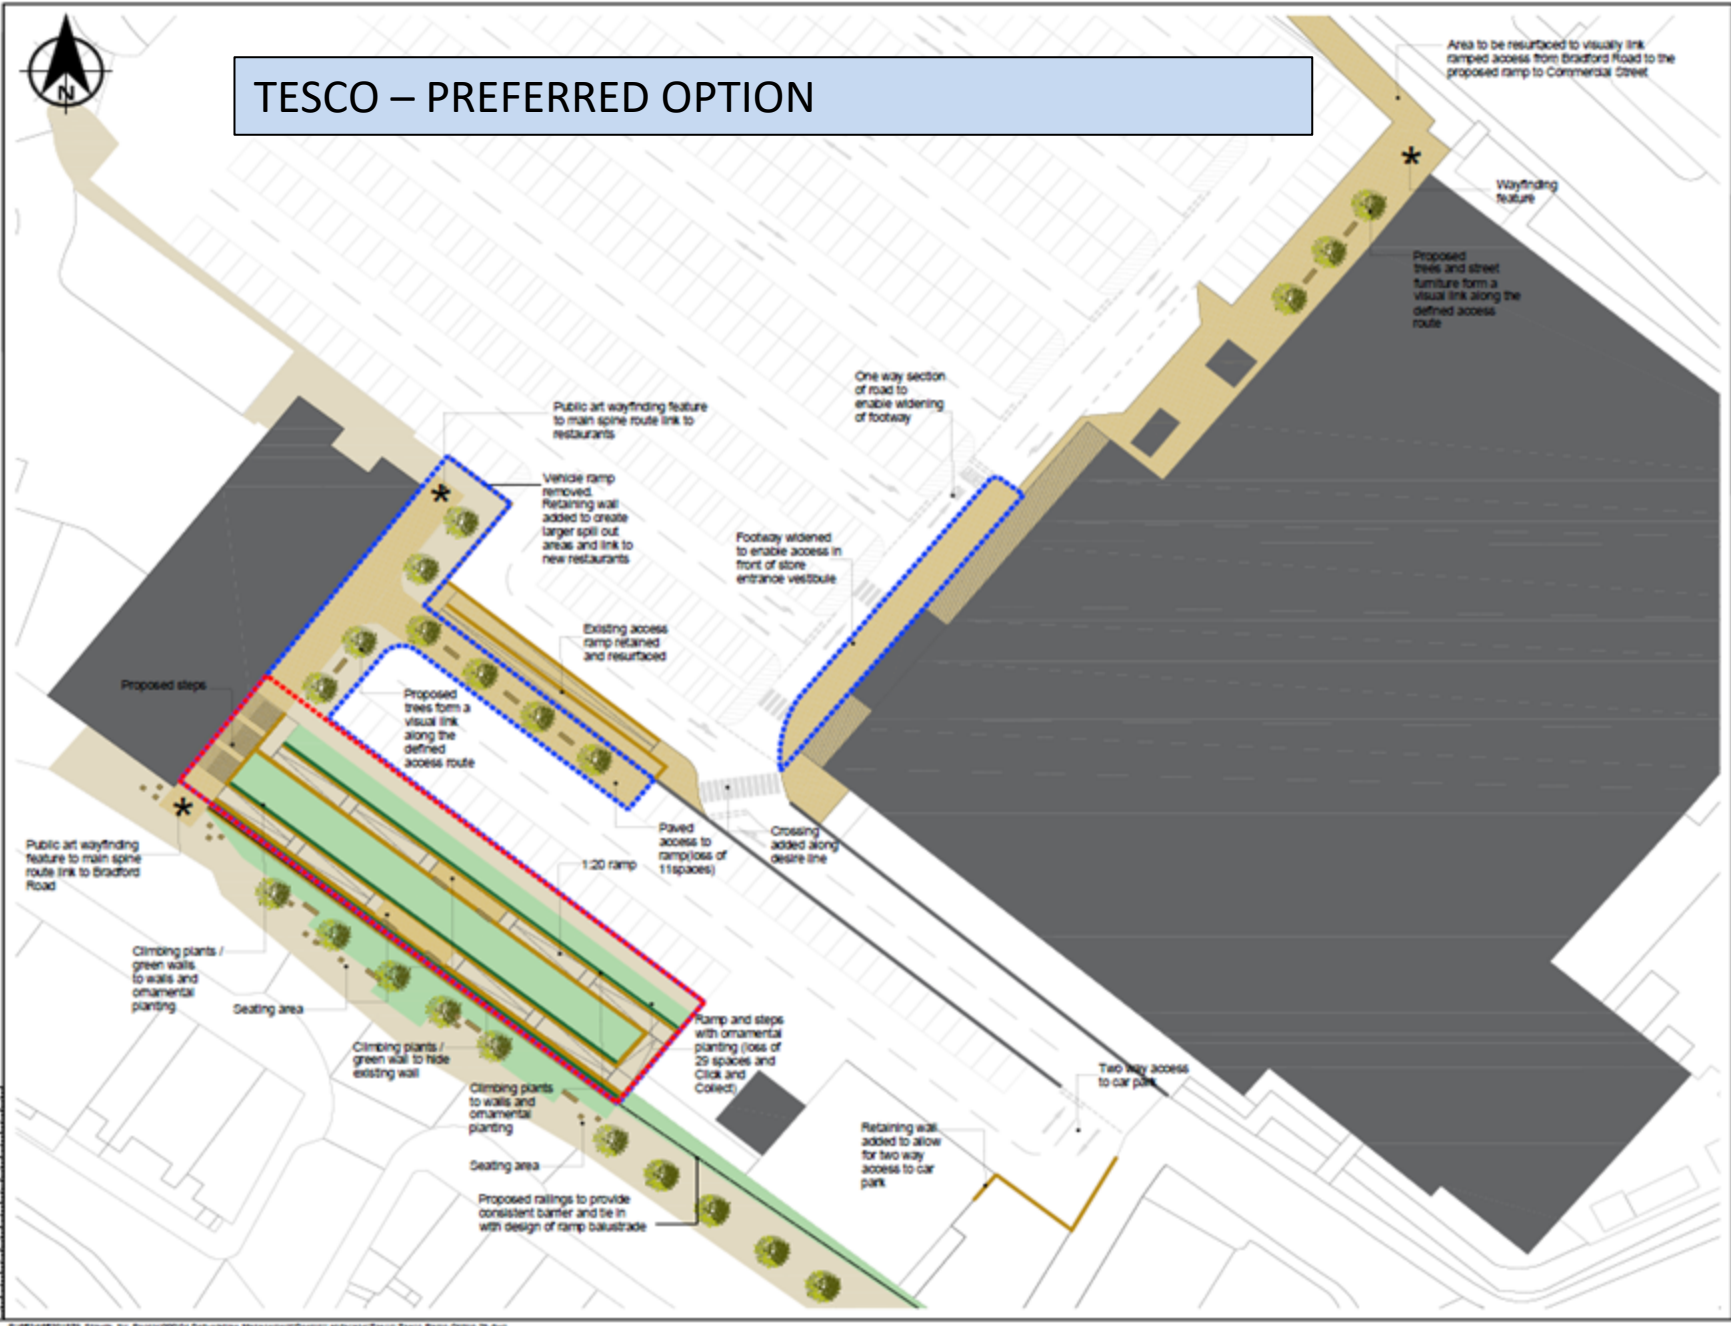 N
TESCO – PREFERRED OPTION
Area to be resurfaced to visually link
ramped access from Bradford Road to the
proposed ramp to Commercial Street
Wayfinding
feature
Proposed
trees and street
furniture form a
visual link along the
defined access
route
One way section
of road to
enable widening
of footway
Public art wayfinding feature
to main spine route link to
restaurants
Vehicle ramp
removed.
Retaining wall
added to create
larger spill out
areas and link to
new restaurants
Footway widened
to enable access in
front of store
entrance vestibule
Existing access
ramp retained
and resurfaced
Proposed steps
Proposed
trees form a
visual link
along the
defined
access route
Paved
access to
ramp(loss of
11spaces)
Crossing
added along
desire line
1:20 ramp
Public art wayfinding
feature to main spine
route link to Bradford
Road
Climbing plants /
green walls
to walls and
ornamental
planting
Seating area
Climbing plants /
green wall to hide
existing wall
Ramp and steps
with ornamental
planting (loss of
29 spaces and
Click and
Collect)
Climbing plants
to walls and
ornamental
planting
Two way access
to car park
Retaining wall
added to allow
for two way
access to car
park
Seating area
Proposed railings to provide
consistent barrier and tie in
with design of ramp balustrade